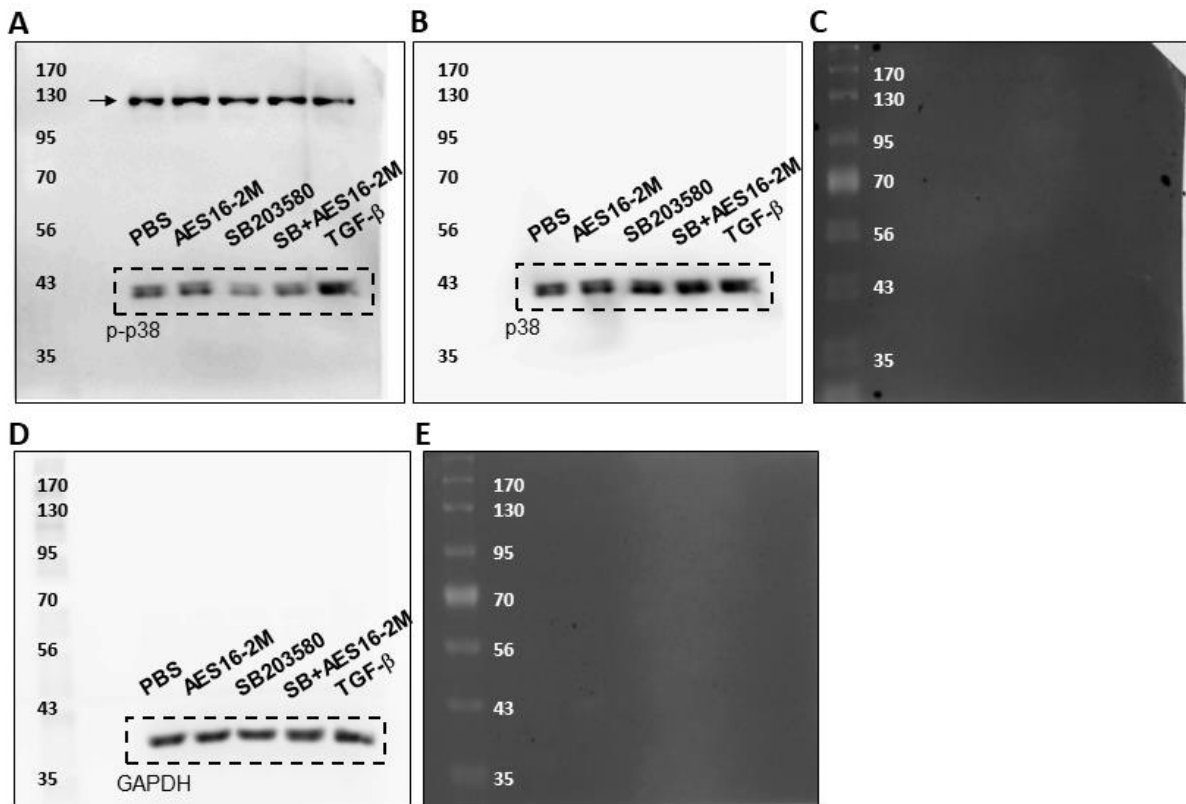 A
170
130
95
70
56
43
35
PBS
AES16-2M
SB203580
SB+AES16-2M
TGF-β
p-p38
B
170
130
95
70
56
43
35
PBS
AES16-2M
SB203580
SB+AES16-2M
TGF-β
p38
C
170
130
95
70
56
43
35
D
170
130
95
70
56
43
35
PBS
AES16-2M
SB203580
SB+AES16-2M
TGF-β
GAPDH
E
170
130
95
70
56
43
35